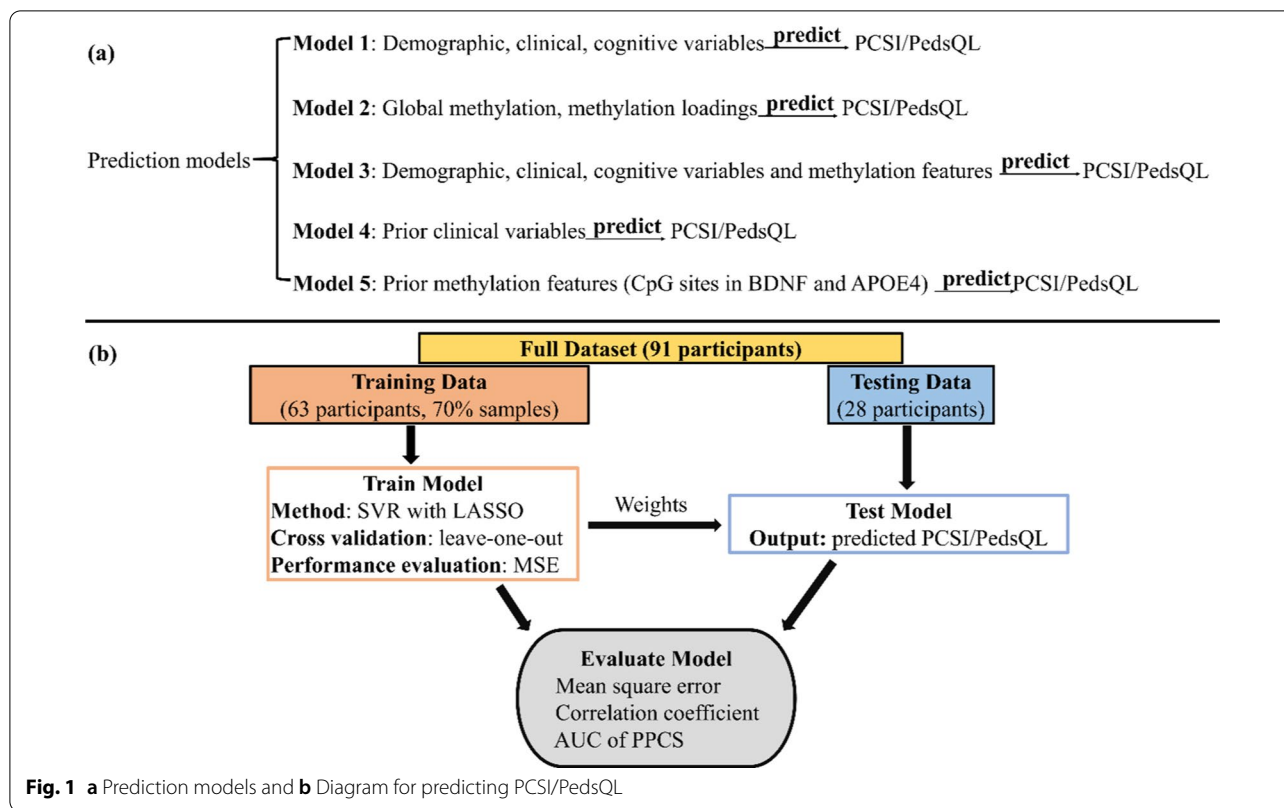 (a)
Prediction models
Model 1: Demographic, clinical, cognitive variables predict PCSI/PedsQL
Model 2: Global methylation, methylation loadings predict PCSI/PedsQL
Model 3: Demographic, clinical, cognitive variables and methylation features predict PCSI/PedsQL
Model 4: Prior clinical variables predict PCSI/PedsQL
Model 5: Prior methylation features (CpG sites in BDNF and APOE4) predict PCSI/PedsQL
(b)
Full Dataset (91 participants)
Training Data
(63 participants, 70% samples)
Testing Data
(28 participants)
Train Model
Method: SVR with LASSO
Cross validation: leave-one-out
Performance evaluation: MSE
Weights
Test Model
Output: predicted PCSI/PedsQL
Evaluate Model
Mean square error
Correlation coefficient
AUC of PPCS
Fig. 1 a Prediction models and b Diagram for predicting PCSI/PedsQL